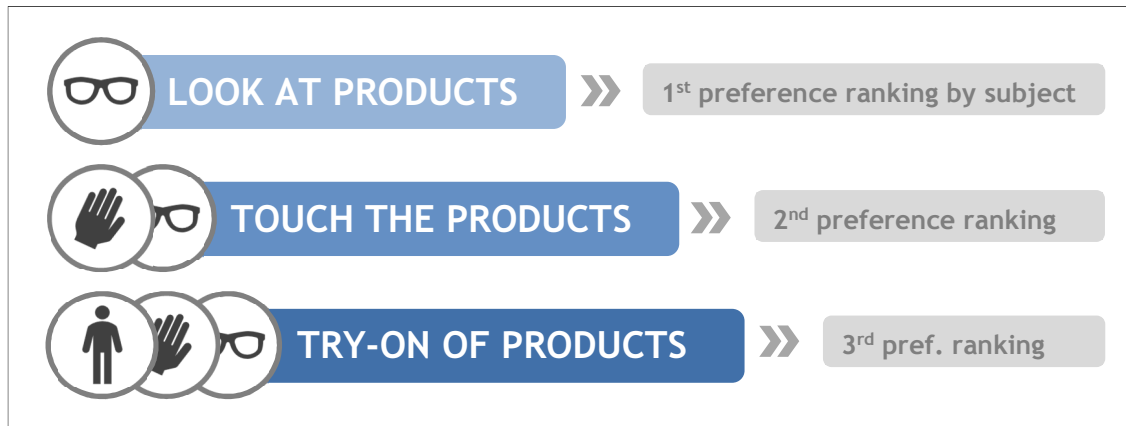 LOOK AT PRODUCTS
1st preference ranking by subject
TOUCH THE PRODUCTS
2nd preference ranking
TRY-ON OF PRODUCTS
3rd pref. ranking